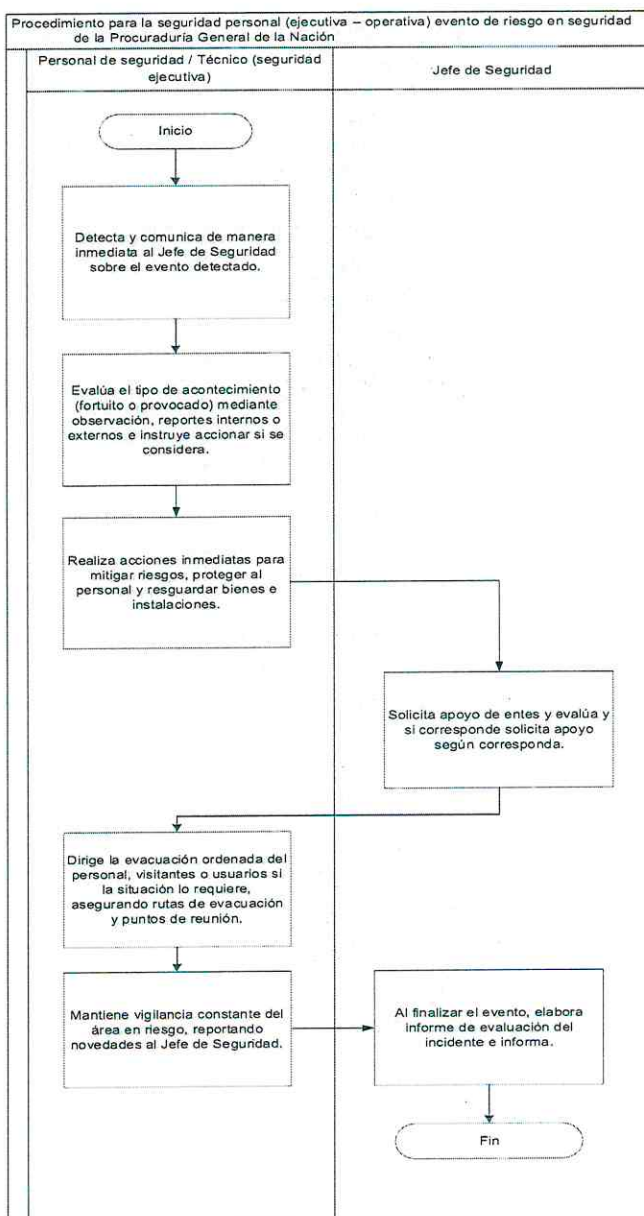 Procedimiento para la seguridad personal (ejecutiva – operativa) evento de riesgo en seguridad
de la Procuraduría General de la Nación
Personal de seguridad / Técnico (seguridad
ejecutiva)
Jefe de Seguridad
Inicio
Detecta y comunica de manera
inmediata al Jefe de Seguridad
sobre el evento detectado.
Evalúa el tipo de acontecimiento
(fortuito o provocado) mediante
observación, reportes internos o
externos e instruye accionar si se
considera.
Realiza acciones inmediatas para
mitigar riesgos, proteger al
personal y resguardar bienes e
instalaciones.
Solicita apoyo de entes y evalúa y
si corresponde solicita apoyo
según corresponda.
Dirige la evacuación ordenada del
personal, visitantes o usuarios si
la situación lo requiere,
asegurando rutas de evacuación
y puntos de reunión.
Mantiene vigilancia constante del
área en riesgo, reportando
novedades al Jefe de Seguridad.
Al finalizar el evento, elabora
informe de evaluación del
incidente e informa.
Fin